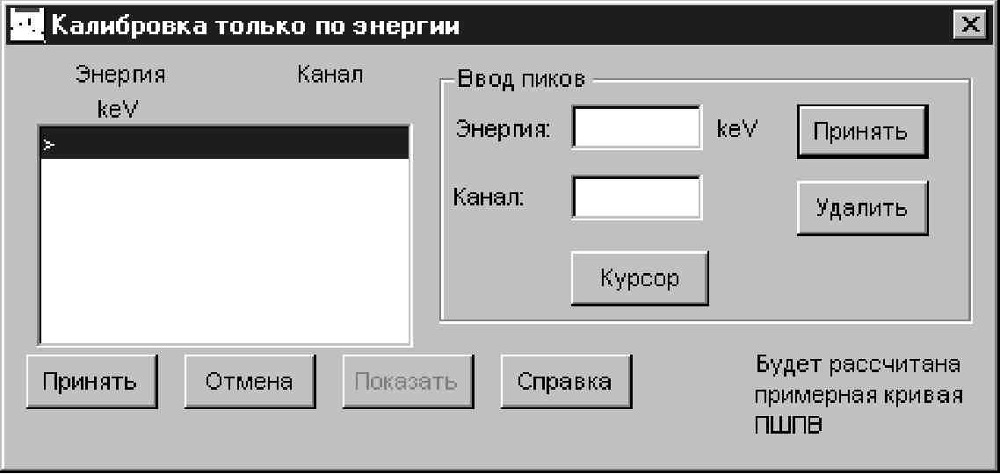 Калибровка только по энергии
Энергия Канал
keV
>
Ввод пиков
Энергия: keV Принять
Канал: Удалить
Курсор
Принять Отмена Показать Справка
Будет рассчитана
примерная кривая
ПШПВ